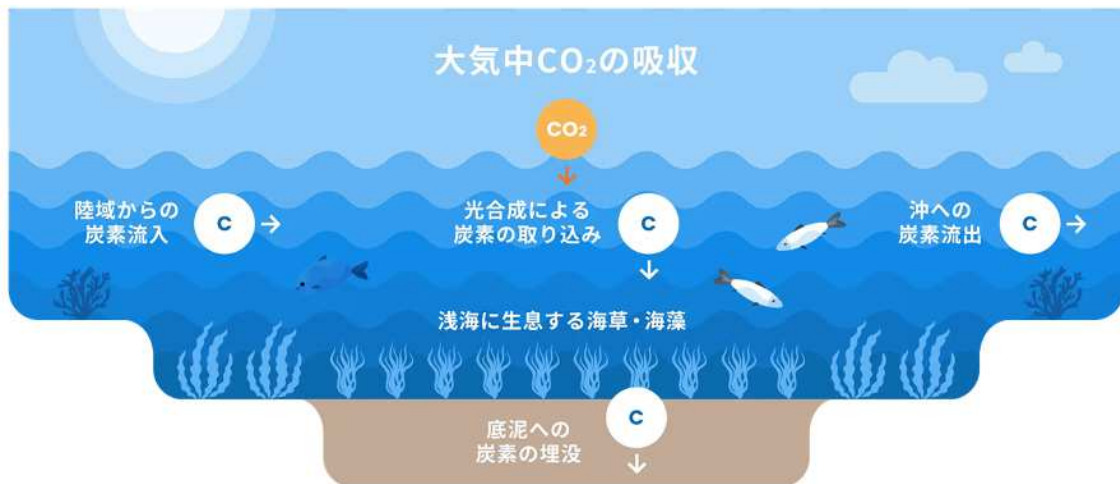 大気中CO₂の吸収
CO₂
陸域からの
炭素流入
C
光合成による
炭素の取り込み
C
沖への
炭素流出
C
浅海に生息する海草・海藻
底泥への
炭素の埋没
C